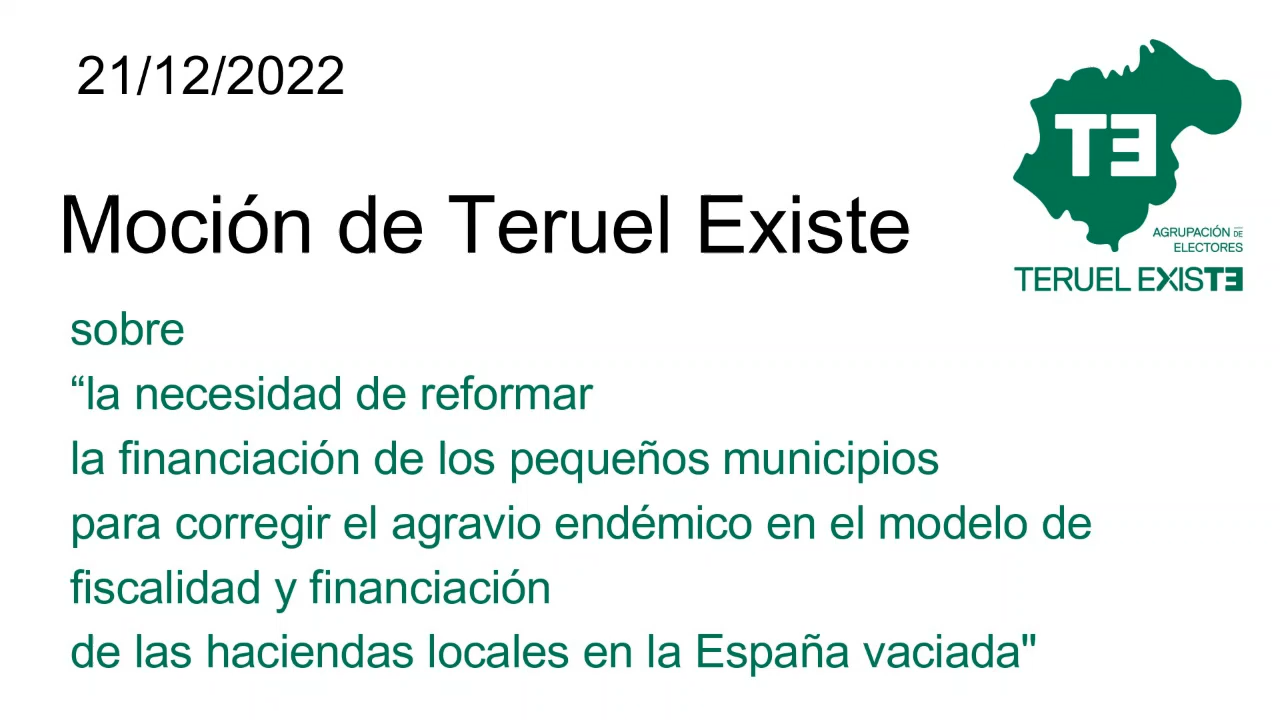 21/12/2022
TE
AGRUPACIÓN DE
ELECTORES
TERUEL EXISTE
Moción de Teruel Existe
sobre
“la necesidad de reformar
la financiación de los pequeños municipios
para corregir el agravio endémico en el modelo de
fiscalidad y financiación
de las haciendas locales en la España vaciada"